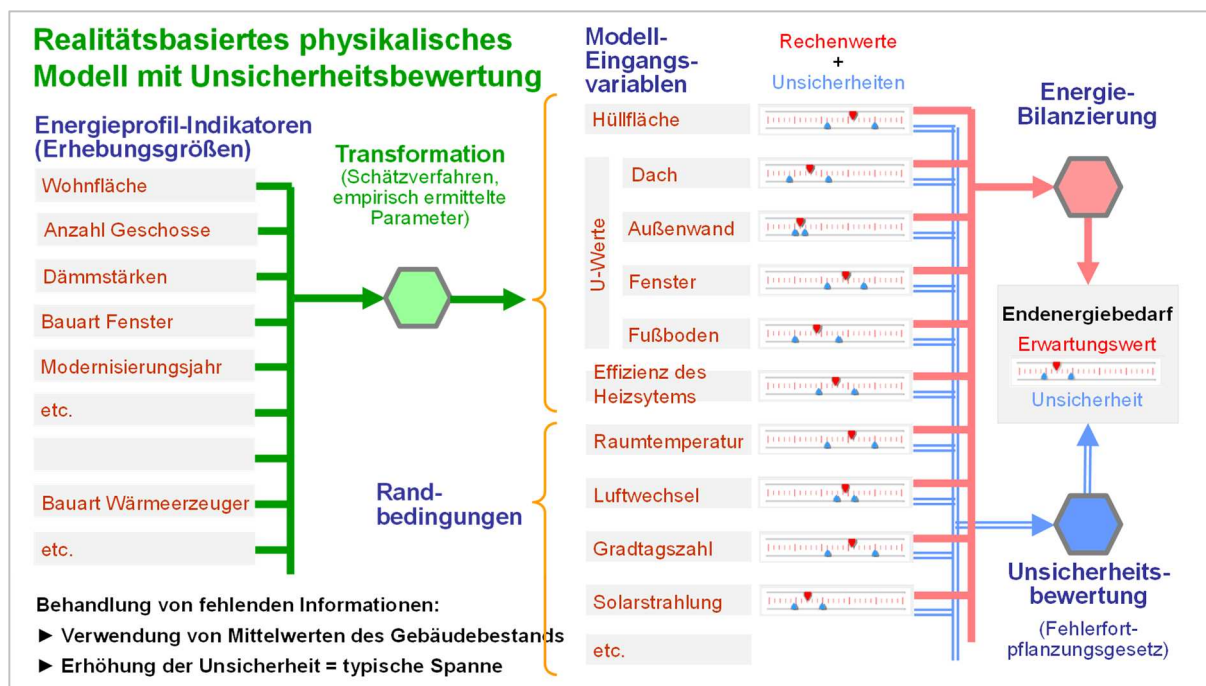 Realitätsbasiertes physikalisches
Modell mit Unsicherheitsbewertung
Energieprofil-Indikatoren
(Erhebungsgrößen)
Wohnfläche
Anzahl Geschosse
Dämmstärken
Bauart Fenster
Modernisierungsjahr
etc.
Bauart Wärmeerzeuger
etc.
Behandlung von fehlenden Informationen:
► Verwendung von Mittelwerten des Gebäudebestands
► Erhöhung der Unsicherheit = typische Spanne
Transformation
(Schätzverfahren,
empirisch ermittelte
Parameter)
Rand-
bedingungen
Modell-
Eingangs-
variablen
Rechenwerte
+
Unsicherheiten
Hüllfläche
U-Werte
Dach
Außenwand
Fenster
Fußboden
Effizienz des
Heizsytems
Raumtemperatur
Luftwechsel
Gradtagszahl
Solarstrahlung
etc.
Energie-
Bilanzierung
Endenergiebedarf
Erwartungswert
Unsicherheit
Unsicherheits-
bewertung
(Fehlerfort-
pflanzungsgesetz)